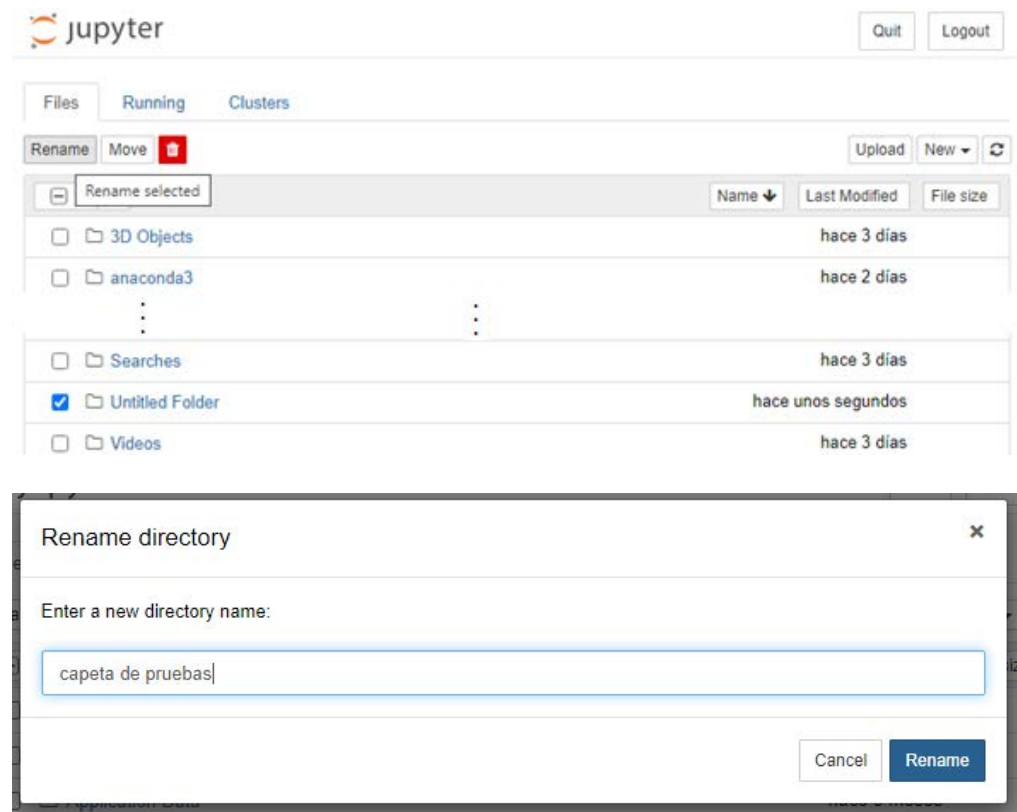 jupyter
Quit Logout
Files Running Clusters
Rename Move Upload New
Rename selected Name Last Modified File size
3D Objects hace 3 días
anaconda3 hace 2 días
Searches hace 3 días
Untitled Folder hace unos segundos
Videos hace 3 días
Rename directory
Enter a new directory name:
capeta de pruebas
Cancel Rename
Application Data